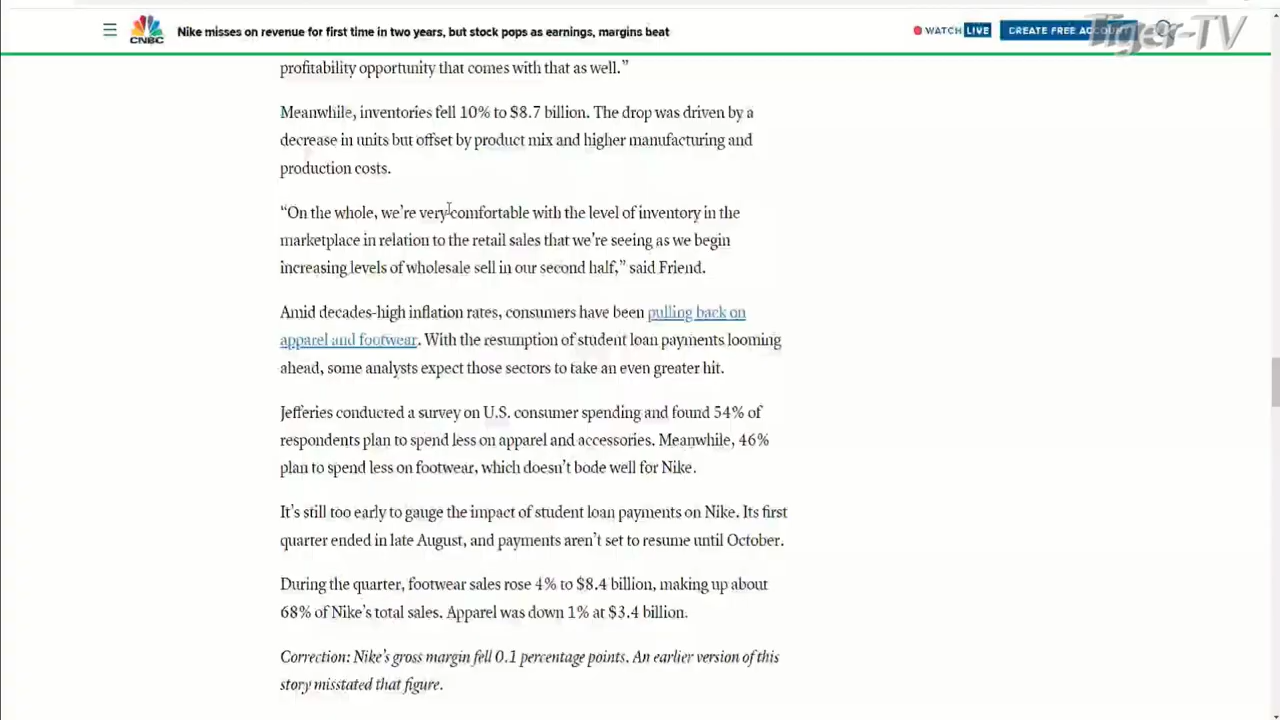 CNBC
Nike misses on revenue for first time in two years, but stock pops as earnings, margins beat
WATCH LIVE
CREATE FREE ACCOUNT
Tiger-TV
profitability opportunity that comes with that as well.”
Meanwhile, inventories fell 10% to $8.7 billion. The drop was driven by a
decrease in units but offset by product mix and higher manufacturing and
production costs.
“On the whole, we’re very comfortable with the level of inventory in the
marketplace in relation to the retail sales that we’re seeing as we begin
increasing levels of wholesale sell in our second half,” said Friend.
Amid decades-high inflation rates, consumers have been pulling back on
apparel and footwear. With the resumption of student loan payments looming
ahead, some analysts expect those sectors to take an even greater hit.
Jefferies conducted a survey on U.S. consumer spending and found 54% of
respondents plan to spend less on apparel and accessories. Meanwhile, 46%
plan to spend less on footwear, which doesn’t bode well for Nike.
It’s still too early to gauge the impact of student loan payments on Nike. Its first
quarter ended in late August, and payments aren’t set to resume until October.
During the quarter, footwear sales rose 4% to $8.4 billion, making up about
68% of Nike’s total sales. Apparel was down 1% at $3.4 billion.
Correction: Nike’s gross margin fell 0.1 percentage points. An earlier version of this
story misstated that figure.